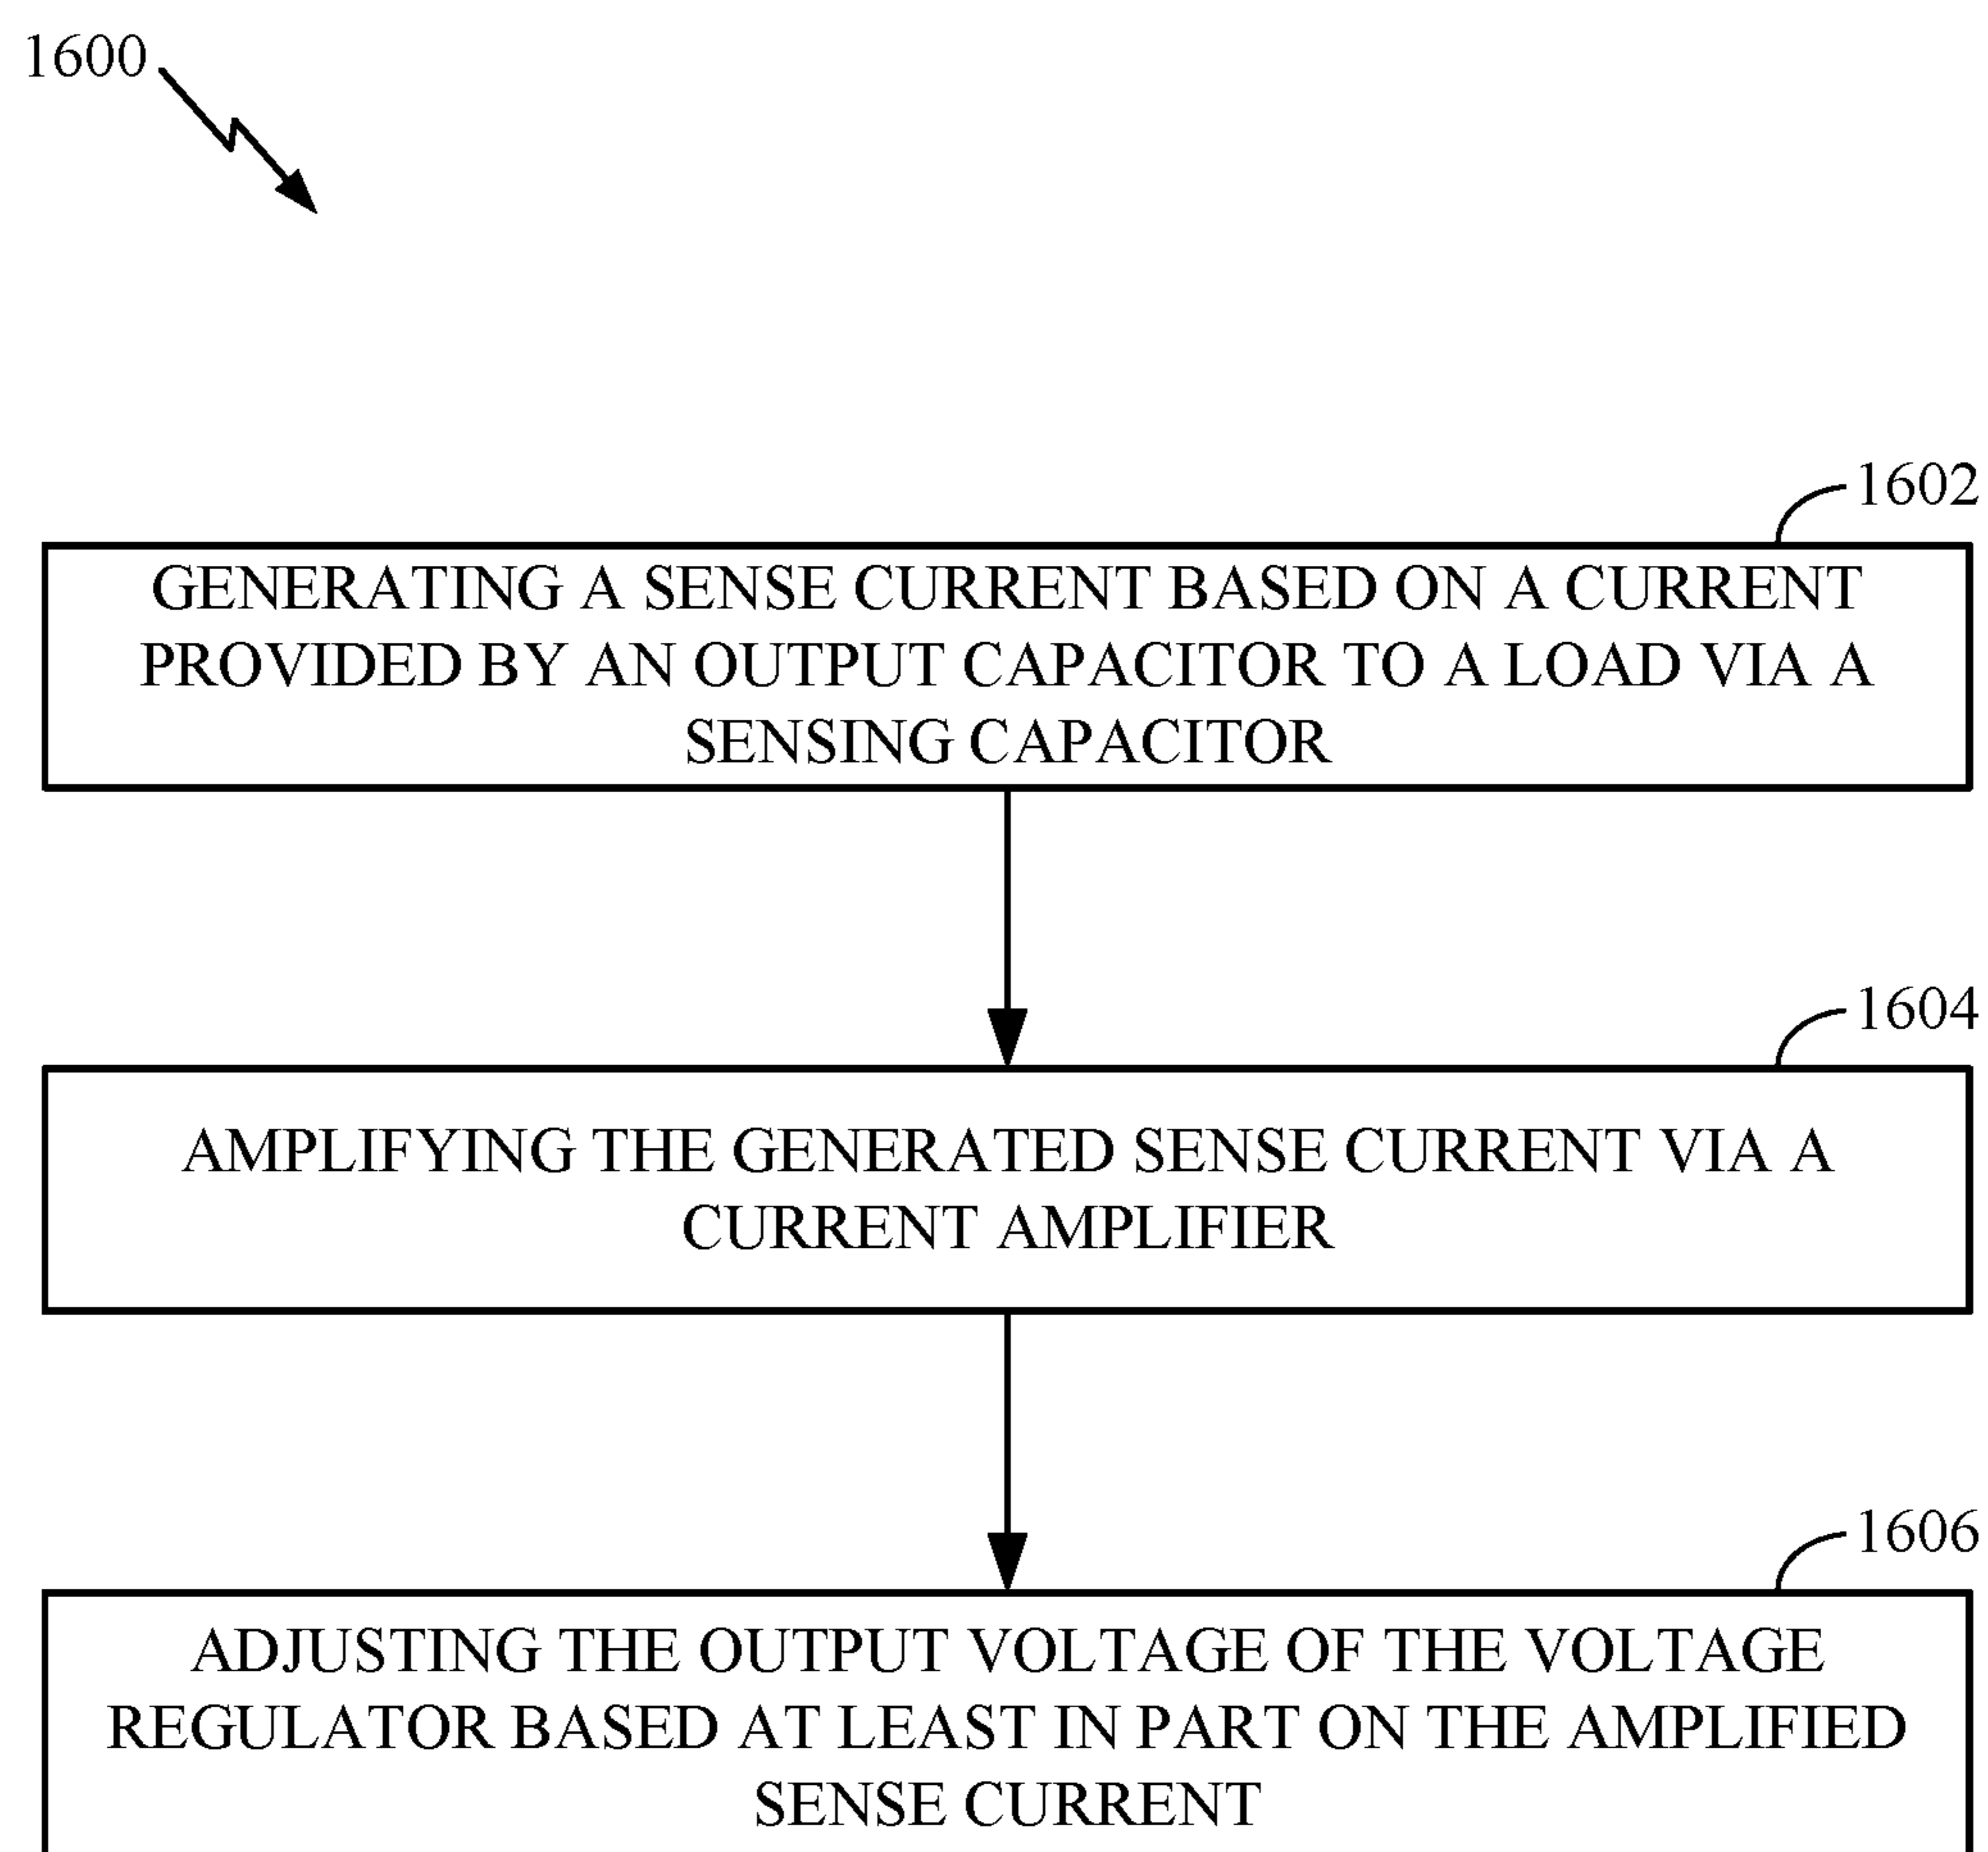 1600
1602
GENERATING A SENSE CURRENT BASED ON A CURRENT
PROVIDED BY AN OUTPUT CAPACITOR TO A LOAD VIA A
SENSING CAPACITOR
1604
AMPLIFYING THE GENERATED SENSE CURRENT VIA A
CURRENT AMPLIFIER
1606
ADJUSTING THE OUTPUT VOLTAGE OF THE VOLTAGE
REGULATOR BASED AT LEAST IN PART ON THE AMPLIFIED
SENSE CURRENT